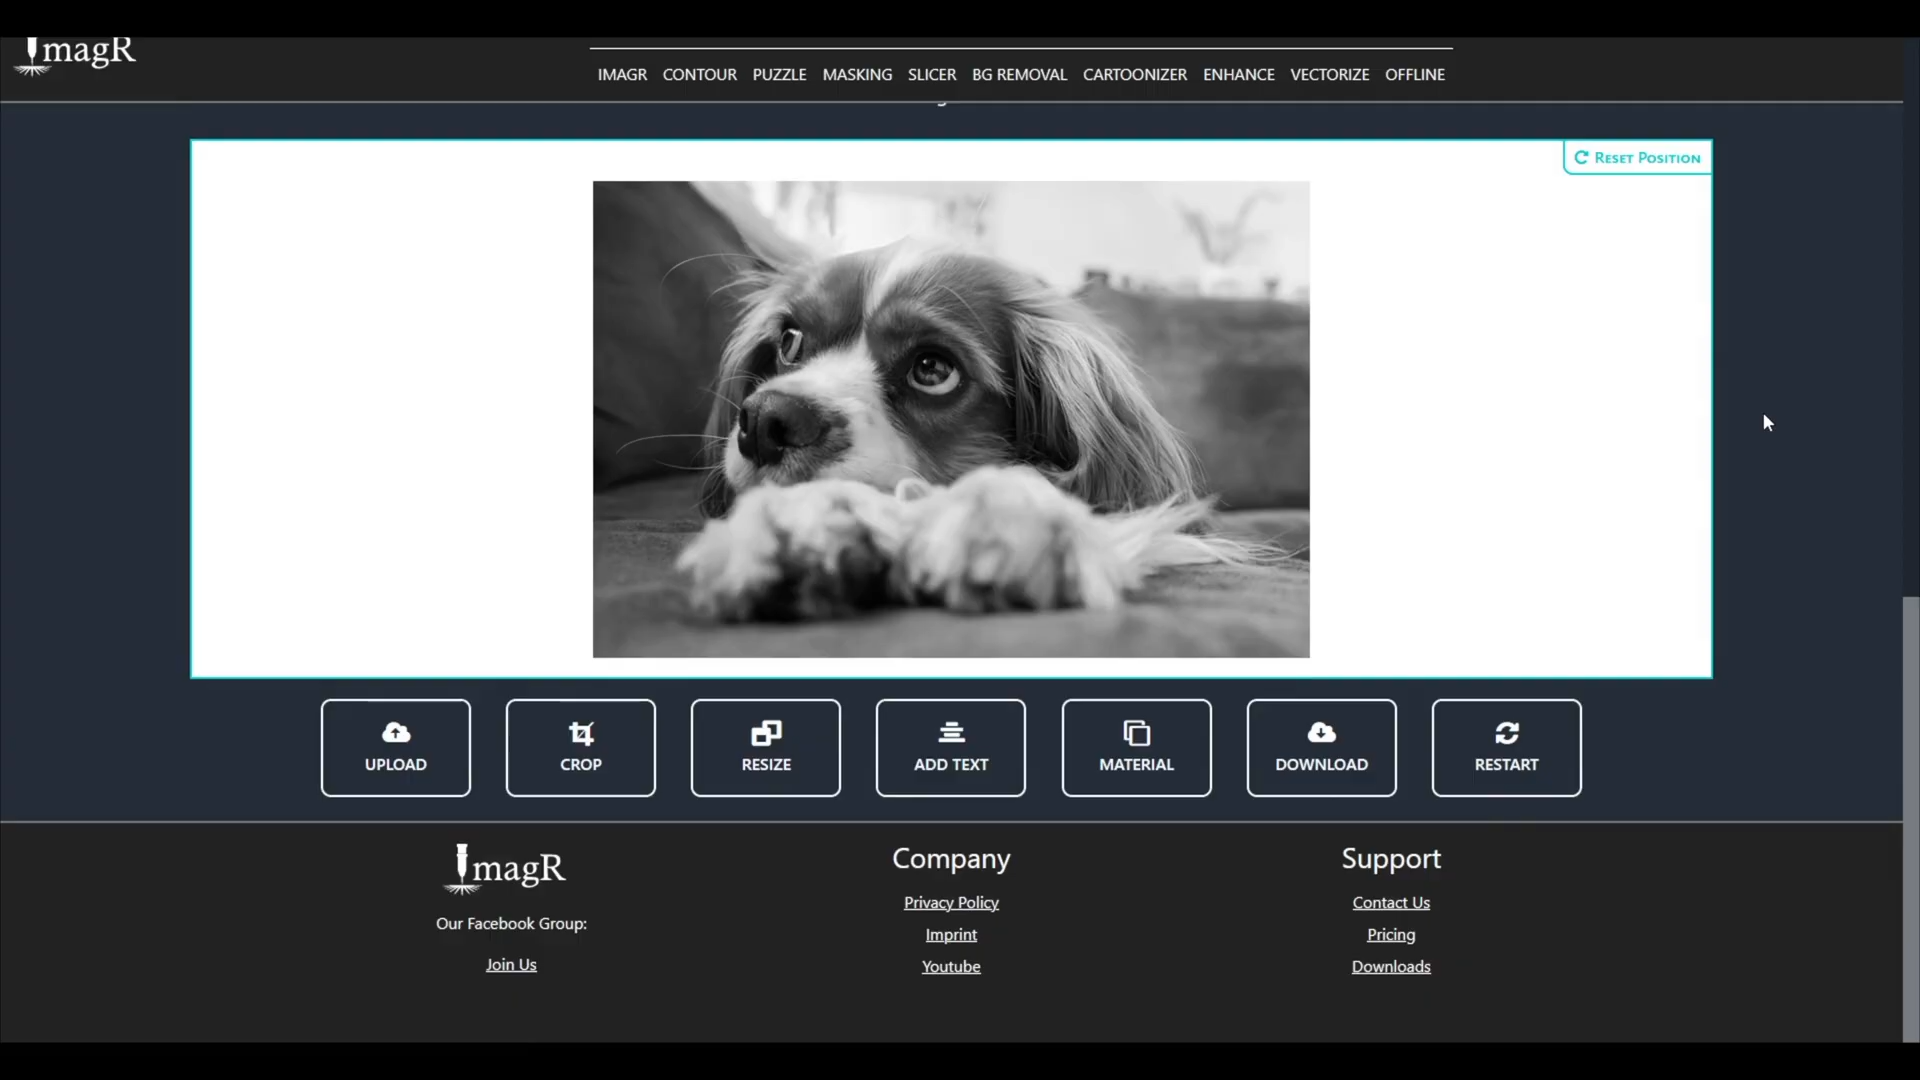 ImagR
IMAGR CONTOUR PUZZLE MASKING SLICER BG REMOVAL CARTOONIZER ENHANCE VECTORIZE OFFLINE
Reset Position
UPLOAD CROP RESIZE ADD TEXT MATERIAL DOWNLOAD RESTART
ImagR
Our Facebook Group:
Join Us
Company
Privacy Policy
Imprint
Youtube
Support
Contact Us
Pricing
Downloads